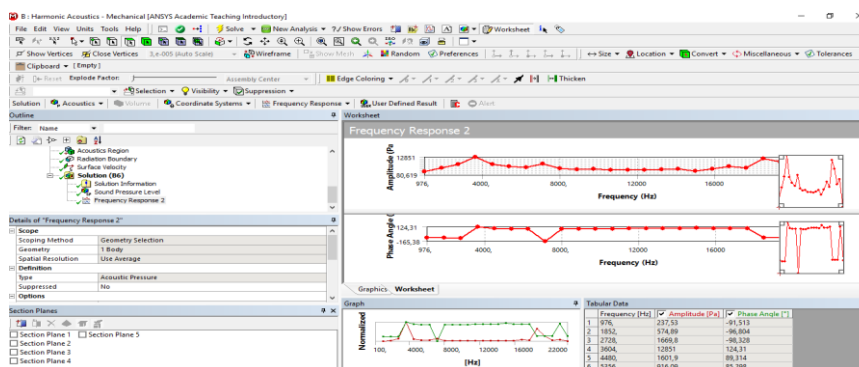 B : Harmonic Acoustics - Mechanical [ANSYS Academic Teaching Introductory]
File Edit View Units Tools Help Solve New Analysis ?/ Show Errors Worksheet
Show Vertices Close Vertices 3,e-005 (Auto Scale) Wireframe Show Mesh Random Preferences Size Location Convert Miscellaneous Tolerances
Clipboard [Empty]
Reset Explode Factor: Assembly Center Edge Coloring Thicken
Selection Visibility Suppression
Solution Acoustics Volume Coordinate Systems Frequency Response User Defined Result Alert
Outline
Filter: Name
Acoustics Region
Radiation Boundary
Surface Velocity
Solution (B6)
Solution Information
Sound Pressure Level
Frequency Response 2
Details of "Frequency Response 2"
Scope
Scoping Method Geometry Selection
Geometry 1 Body
Spatial Resolution Use Average
Definition
Type Acoustic Pressure
Suppressed No
Options
Section Planes
Section Plane 1 Section Plane 5
Section Plane 2
Section Plane 3
Section Plane 4
Worksheet
Frequency Response 2
Amplitude (Pa
12851
80,619
976, 4000, 8000, 12000 16000
Frequency (Hz)
Phase Angle (
124,31
-165,38
976, 4000, 8000, 12000 16000
Frequency (Hz)
Graphics Worksheet
Graph
Normalized
100, 4000, 8000, 12000 16000 22000
[Hz]
Tabular Data
Frequency [Hz] Amplitude [Pa] Phase Angle [°]
1 976, 237,53 -91,513
2 1852, 574,89 -96,804
3 2728, 1669,8 -98,328
4 3604, 12851 124,31
5 4480, 1601,9 89,314
6 5356, 916,09 85,298